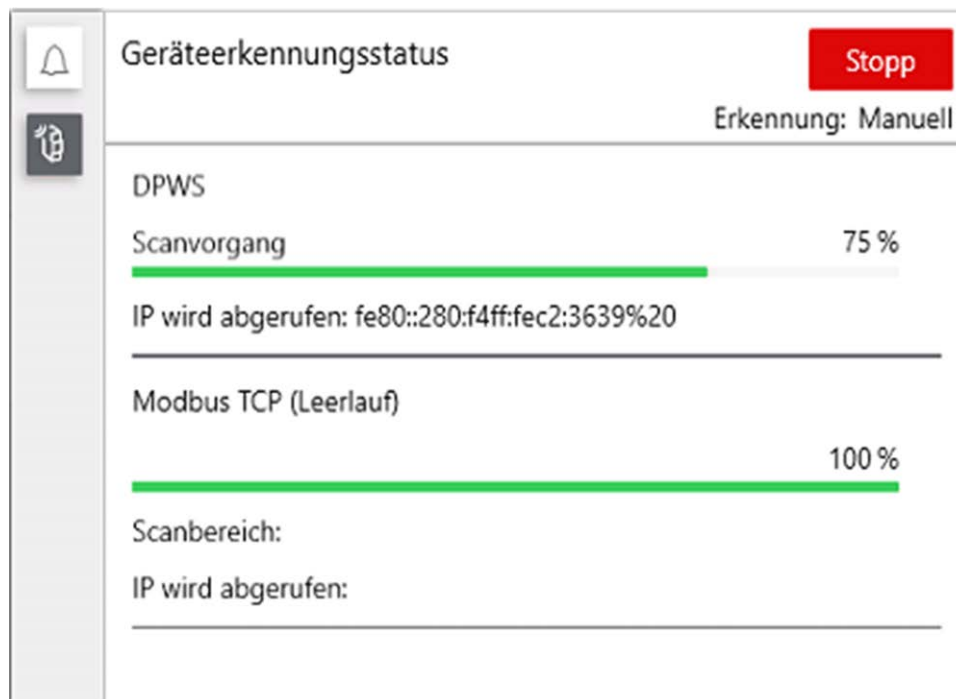 Geräteerkennungsstatus
Stopp
Erkennung: Manuell
DPWS
Scanvorgang
75 %
IP wird abgerufen: fe80::280:f4ff:fec2:3639%20
Modbus TCP (Leerlauf)
100 %
Scanbereich:
IP wird abgerufen: